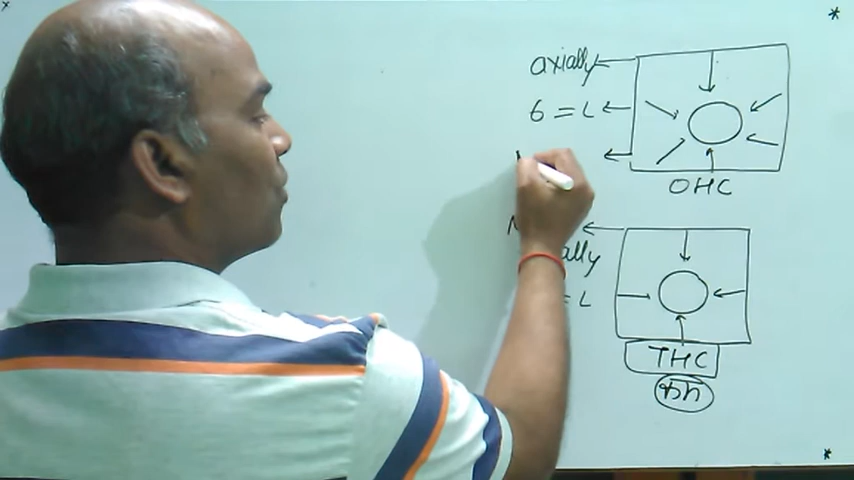 axially
6 = L
OHC
ally
= L
THC
कम